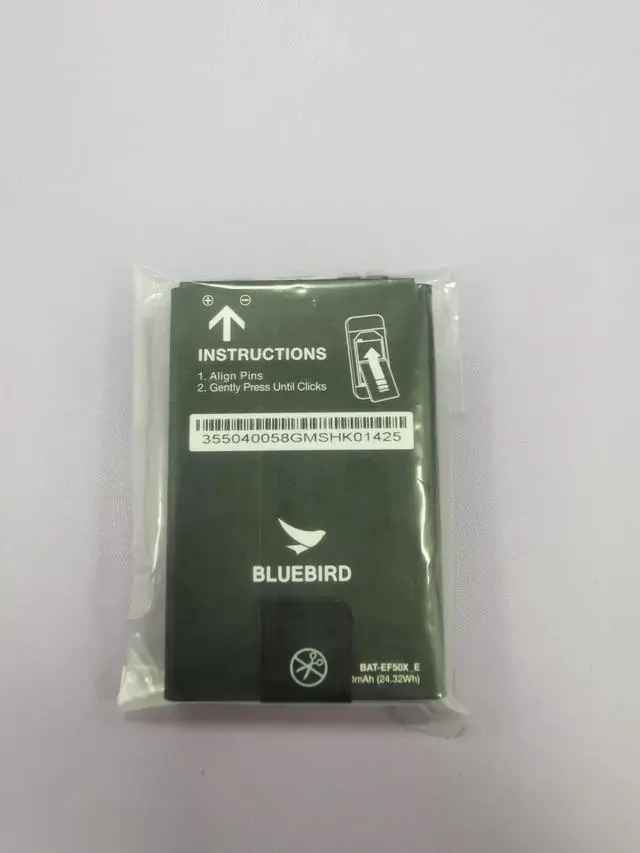 INSTRUCTIONS
1. Align Pins
2. Gently Press Until Clicks
355040058GMSHK01425
BLUEBIRD
BAT-EF50X_E
mAh (24.32Wh)